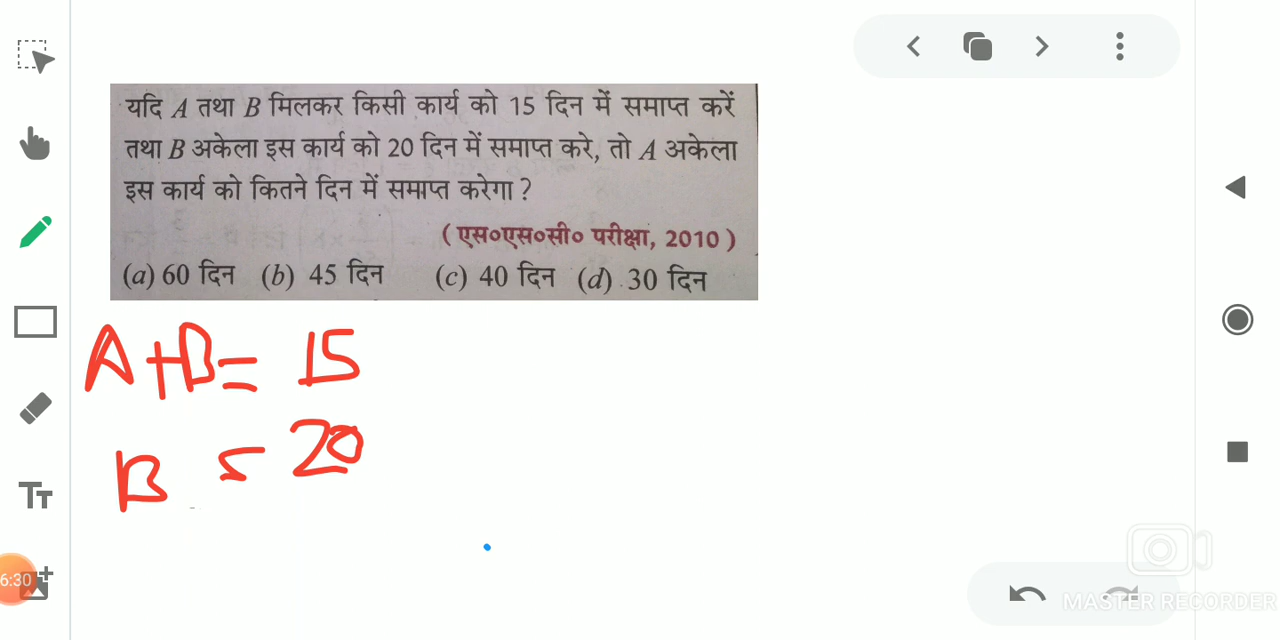 यदि A तथा B मिलकर किसी कार्य को 15 दिन में समाप्त करें
तथा B अकेला इस कार्य को 20 दिन में समाप्त करे, तो A अकेला
इस कार्य को कितने दिन में समाप्त करेगा ?
( एस०एस०सी० परीक्षा, 2010 )
(a) 60 दिन (b) 45 दिन (c) 40 दिन (d) 30 दिन
A+B= 15
B = 20
TT
6:30
MASTER RECORDER